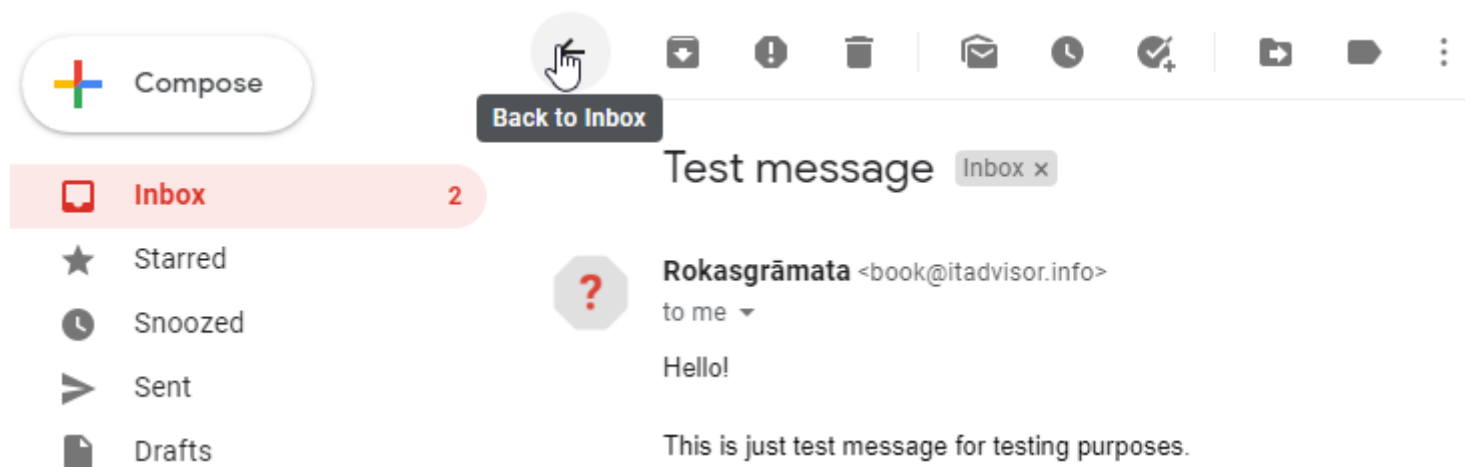 Compose
Back to Inbox
Inbox 2
Starred
Snoozed
Sent
Drafts
Test message Inbox ×
?
Rokasgrāmata <book@itadvisor.info>
to me
Hello!
This is just test message for testing purposes.